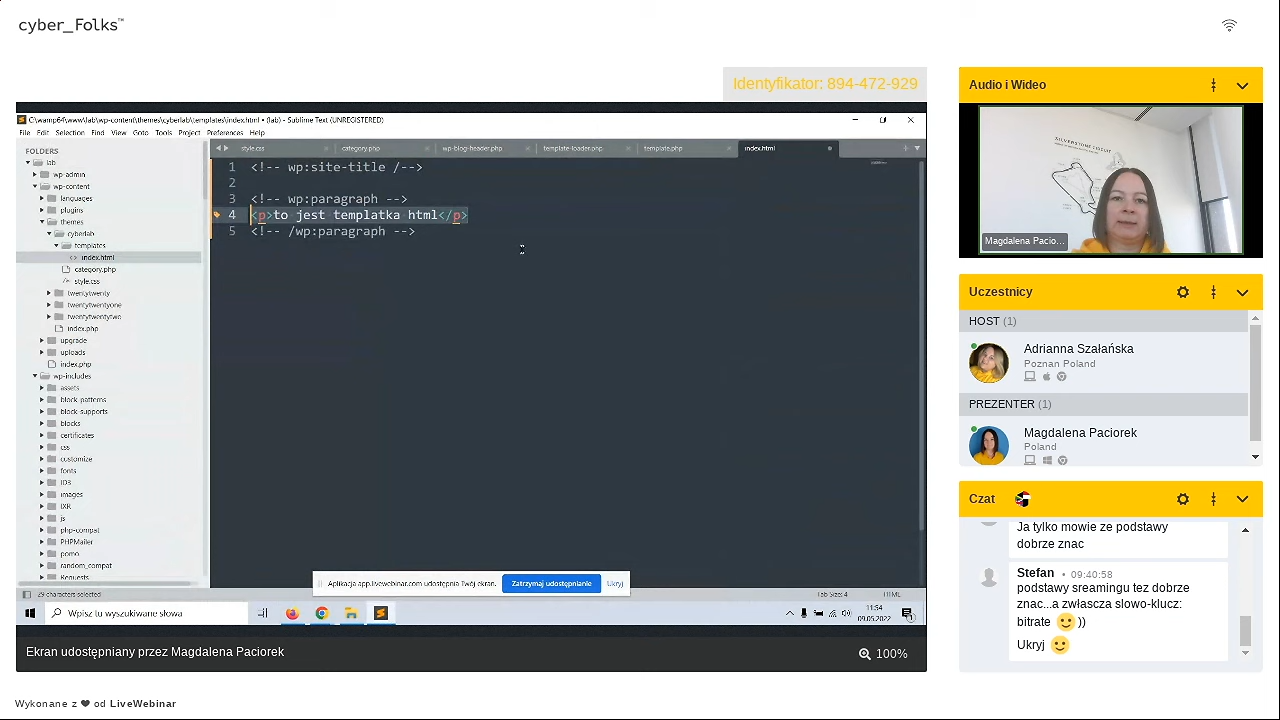 cyber_Folks™
Identyfikator: 894-472-929
C:\wamp64\www\lab\wp-content\themes\cyberlab\templates\index.html • (lab) - Sublime Text (UNREGISTERED)
File Edit Selection Find View Goto Tools Project Preferences Help
FOLDERS
lab
wp-admin
wp-content
languages
plugins
themes
cyberlab
templates
index.html
category.php
style.css
twentytwenty
twentytwentyone
twentytwentytwo
index.php
upgrade
uploads
index.php
wp-includes
assets
block-patterns
block-supports
blocks
certificates
css
customize
fonts
ID3
images
IXR
js
php-compat
PHPMailer
pomo
random_compat
Requests
style.css category.php wp-blog-header.php template-loader.php template.php index.html
1 <!-- wp:site-title /-->
2
3 <!-- wp:paragraph -->
4 <p>to jest templatka html</p>
5 <!-- /wp:paragraph -->
Aplikacja app.livewebinar.com udostępnia Twój ekran. Zatrzymaj udostępnianie Ukryj
29 characters selected Tab Size: 4 HTML
Wpisz tu wyszukiwane słowa
11:54
09.05.2022
Ekran udostępniany przez Magdalena Paciorek 100%
Wykonane z ❤ od LiveWebinar
Audio i Wideo
SILVERSTONE CIRCUIT
Magdalena Pacio...
Uczestnicy
HOST (1)
Adrianna Szałańska
Poznan Poland
PREZENTER (1)
Magdalena Paciorek
Poland
Czat
Ja tylko mowie ze podstawy
dobrze znac
Stefan • 09:40:58
podstawy sreamingu tez dobrze
znac...a zwłascza slowo-klucz:
bitrate 🙂 ))
Ukryj 🙂